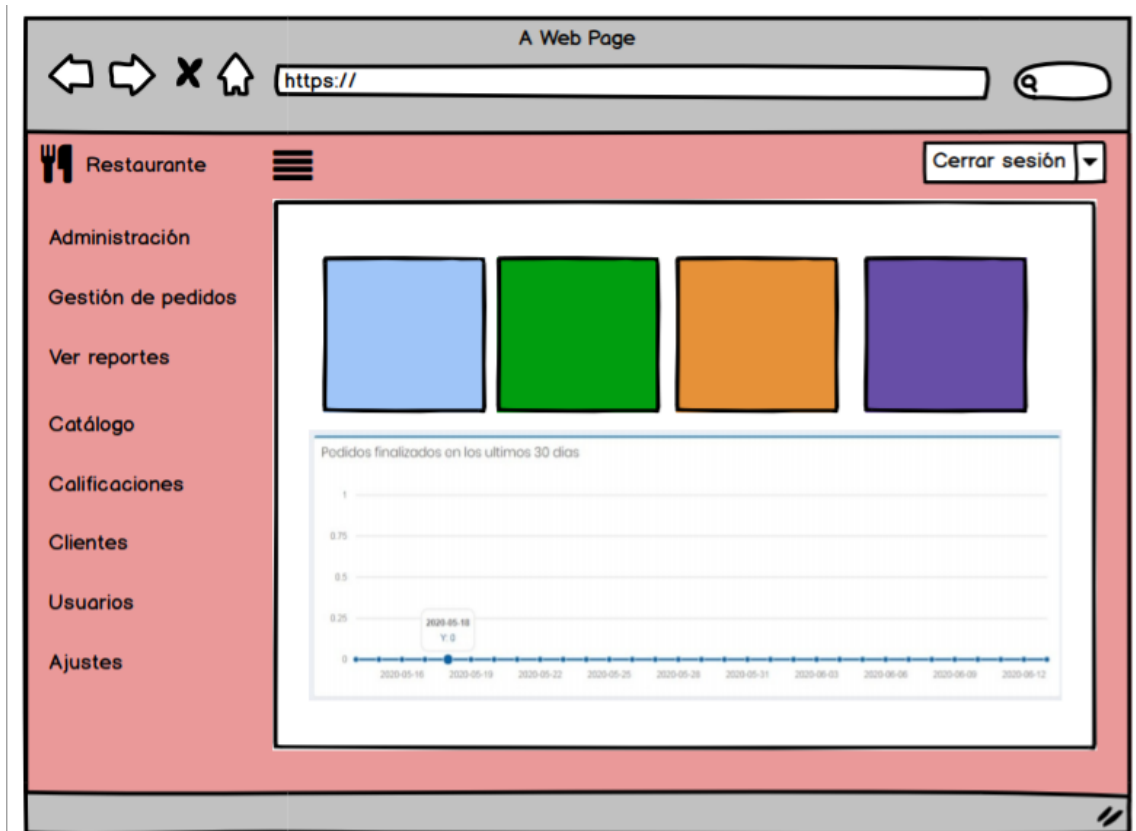 A Web Page
https://
Restaurante
Cerrar sesión
Administración
Gestión de pedidos
Ver reportes
Catálogo
Calificaciones
Clientes
Usuarios
Ajustes
Pedidos finalizados en los ultimos 30 dias
1
0.75
0.5
0.25
0
2020-05-18
Y: 0
2020-05-16 2020-05-19 2020-05-22 2020-05-25 2020-05-28 2020-05-31 2020-06-03 2020-06-06 2020-06-09 2020-06-12